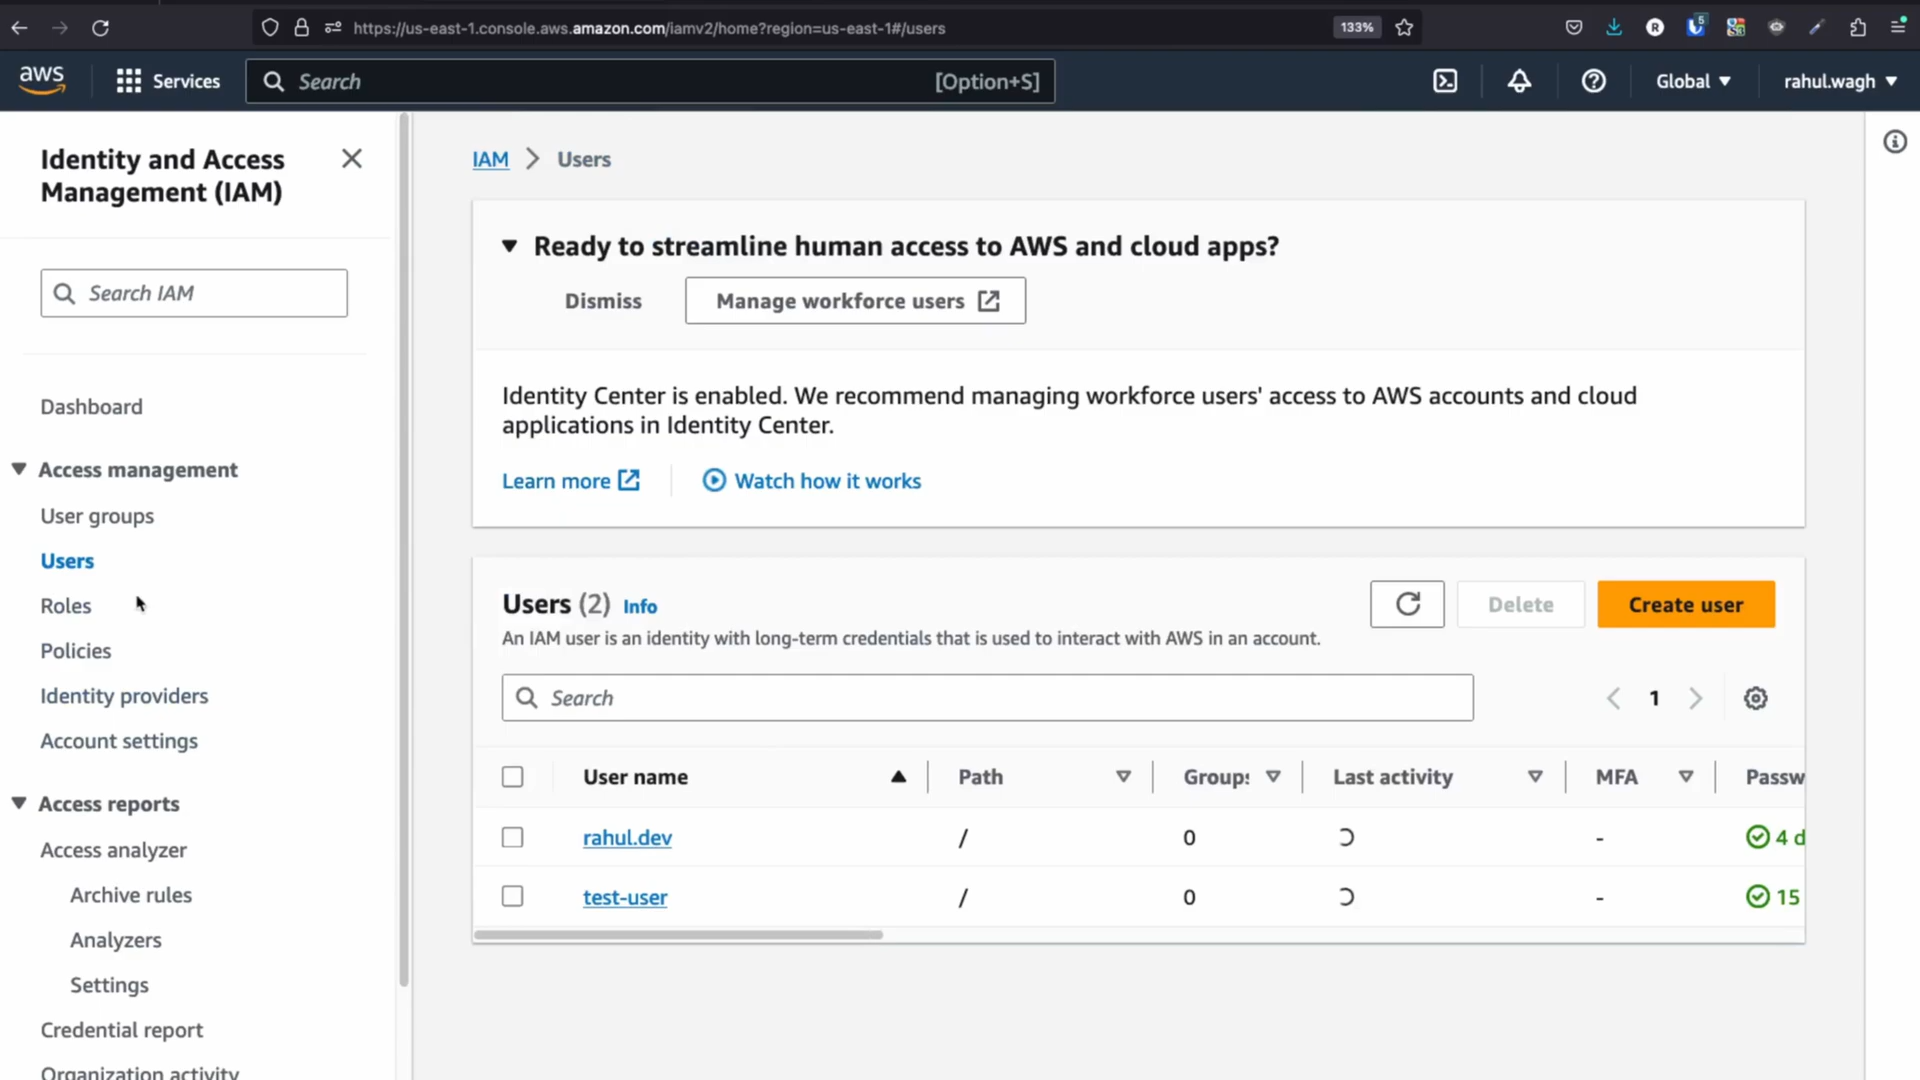 https://us-east-1.console.aws.amazon.com/iamv2/home?region=us-east-1#/users
133%
R
5
aws
Services
Search
[Option+S]
Global
rahul.wagh
Identity and Access
Management (IAM)
Search IAM
Dashboard
Access management
User groups
Users
Roles
Policies
Identity providers
Account settings
Access reports
Access analyzer
Archive rules
Analyzers
Settings
Credential report
Organization activity
IAM > Users
Ready to streamline human access to AWS and cloud apps?
Dismiss
Manage workforce users
Identity Center is enabled. We recommend managing workforce users' access to AWS accounts and cloud
applications in Identity Center.
Learn more
Watch how it works
Users (2) Info
Delete
Create user
An IAM user is an identity with long-term credentials that is used to interact with AWS in an account.
Search
1
User name Path Groups Last activity MFA Passw
rahul.dev / 0 - 4 d
test-user / 0 - 15